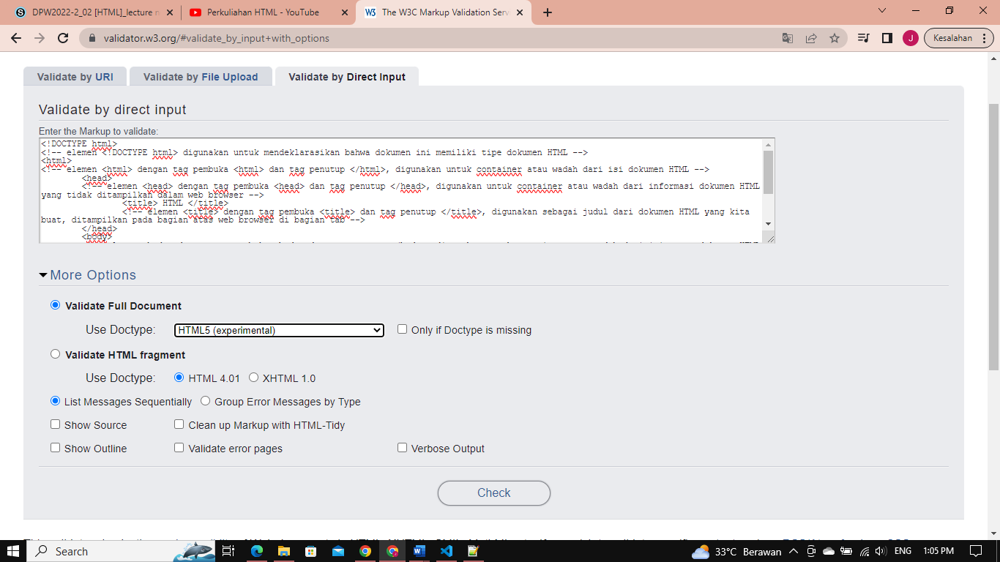 DPW2022-2_02 [HTML]_lecture n
Perkuliahan HTML - YouTube
The W3C Markup Validation Serv
validator.w3.org/#validate_by_input+with_options
J
Kesalahan
Validate by URI
Validate by File Upload
Validate by Direct Input
Validate by direct input
Enter the Markup to validate:
<!DOCTYPE html>
<!-- elemen <!DOCTYPE html> digunakan untuk mendeklarasikan bahwa dokumen ini memiliki tipe dokumen HTML -->
<html>
<!-- elemen <html> dengan tag pembuka <html> dan tag penutup </html>, digunakan untuk container atau wadah dari isi dokumen HTML -->
<head>
<!-- elemen <head> dengan tag pembuka <head> dan tag penutup </head>, digunakan untuk container atau wadah dari informasi dokumen HTML
yang tidak ditampilkan dalam web browser -->
<title> HTML </title>
<!-- elemen <title> dengan tag pembuka <title> dan tag penutup </title>, digunakan sebagai judul dari dokumen HTML yang kita
buat, ditampilkan pada bagian atas web browser di bagian tab -->
</head>
<body>
More Options
Validate Full Document
Use Doctype: HTML5 (experimental) Only if Doctype is missing
Validate HTML fragment
Use Doctype: HTML 4.01 XHTML 1.0
List Messages Sequentially Group Error Messages by Type
Show Source Clean up Markup with HTML-Tidy
Show Outline Validate error pages Verbose Output
Check
Search
33°C Berawan
ENG
1:05 PM